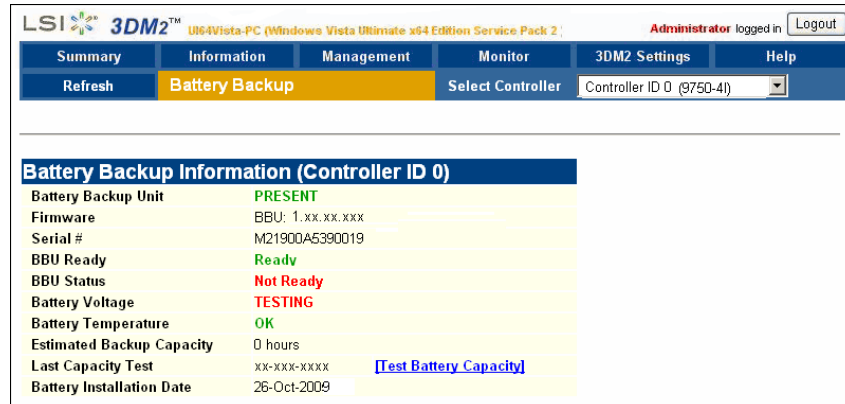 LSI 3DM2™ UI64Vista-PC (Windows Vista Ultimate x64 Edition Service Pack 2) Administrator logged in Logout
Summary Information Management Monitor 3DM2 Settings Help
Refresh Battery Backup Select Controller Controller ID 0 (9750-4I)
Battery Backup Information (Controller ID 0)
Battery Backup Unit PRESENT
Firmware BBU: 1.xx.xx.xxx
Serial # M21900A5390019
BBU Ready Ready
BBU Status Not Ready
Battery Voltage TESTING
Battery Temperature OK
Estimated Backup Capacity 0 hours
Last Capacity Test xx-xxx-xxxx [Test Battery Capacity]
Battery Installation Date 26-Oct-2009